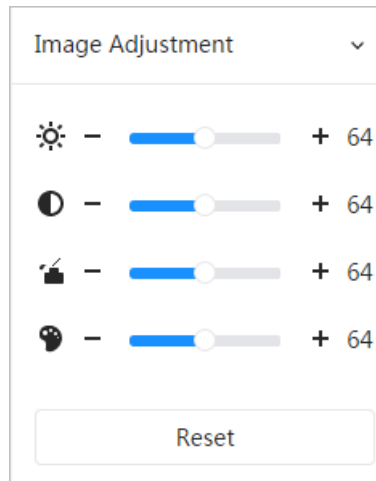 Image Adjustment
− + 64
− + 64
− + 64
− + 64
Reset